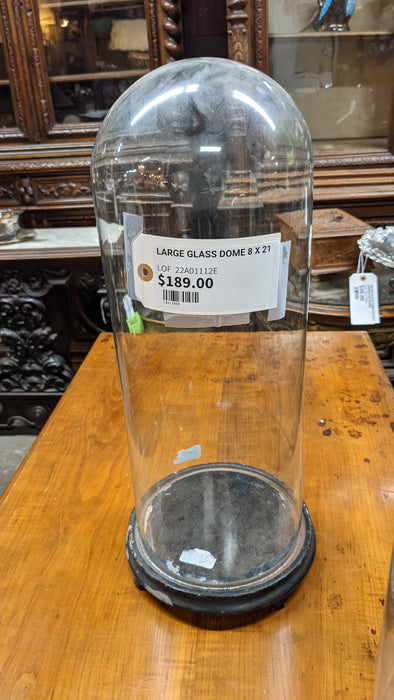 LARGE GLASS DOME 8 X 21
LOF 22A01112E
$189.00